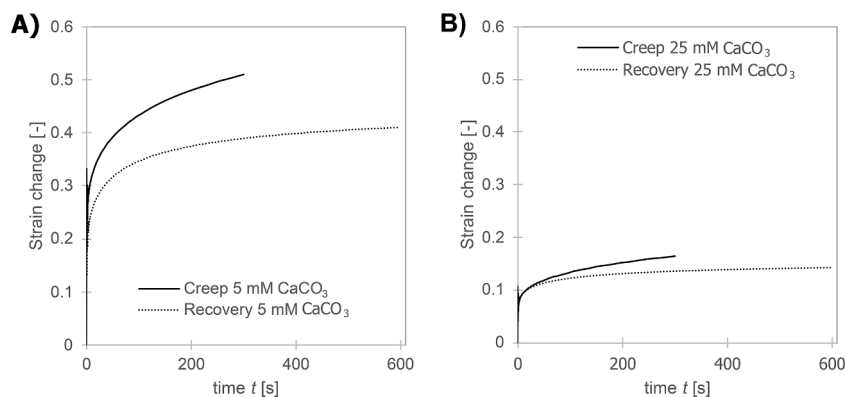 A)
0.6
0.5
0.4
0.3
0.2
0.1
0
Strain change [-]
Creep 5 mM CaCO₃
Recovery 5 mM CaCO₃
0 200 400 600
time t [s]
B)
0.6
0.5
0.4
0.3
0.2
0.1
0
Strain change [-]
Creep 25 mM CaCO₃
Recovery 25 mM CaCO₃
0 200 400 600
time t [s]